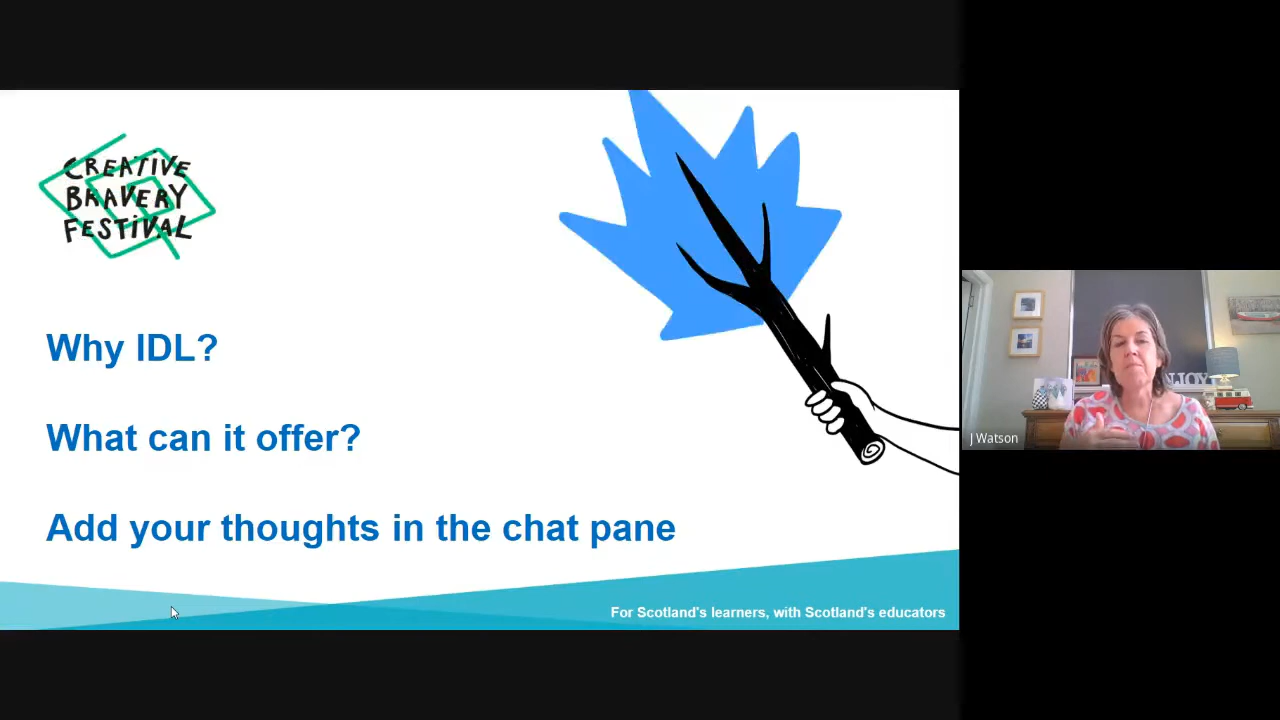 CREATIVE
BRAVERY
FESTIVAL
Why IDL?
What can it offer?
Add your thoughts in the chat pane
For Scotland's learners, with Scotland's educators
J Watson
ENJOY